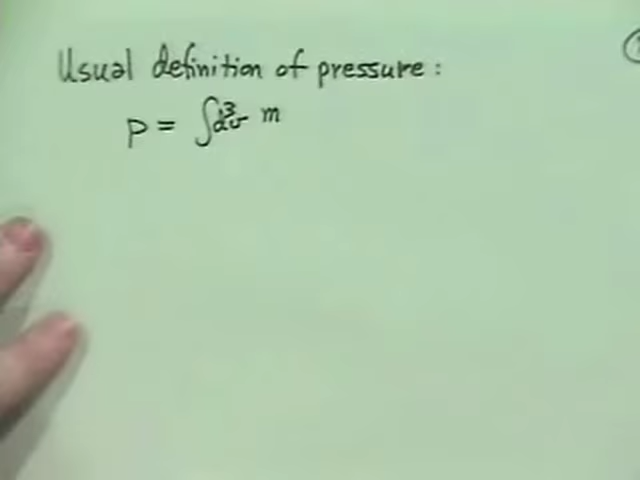 Usual definition of pressure:
p = ∫d³v m